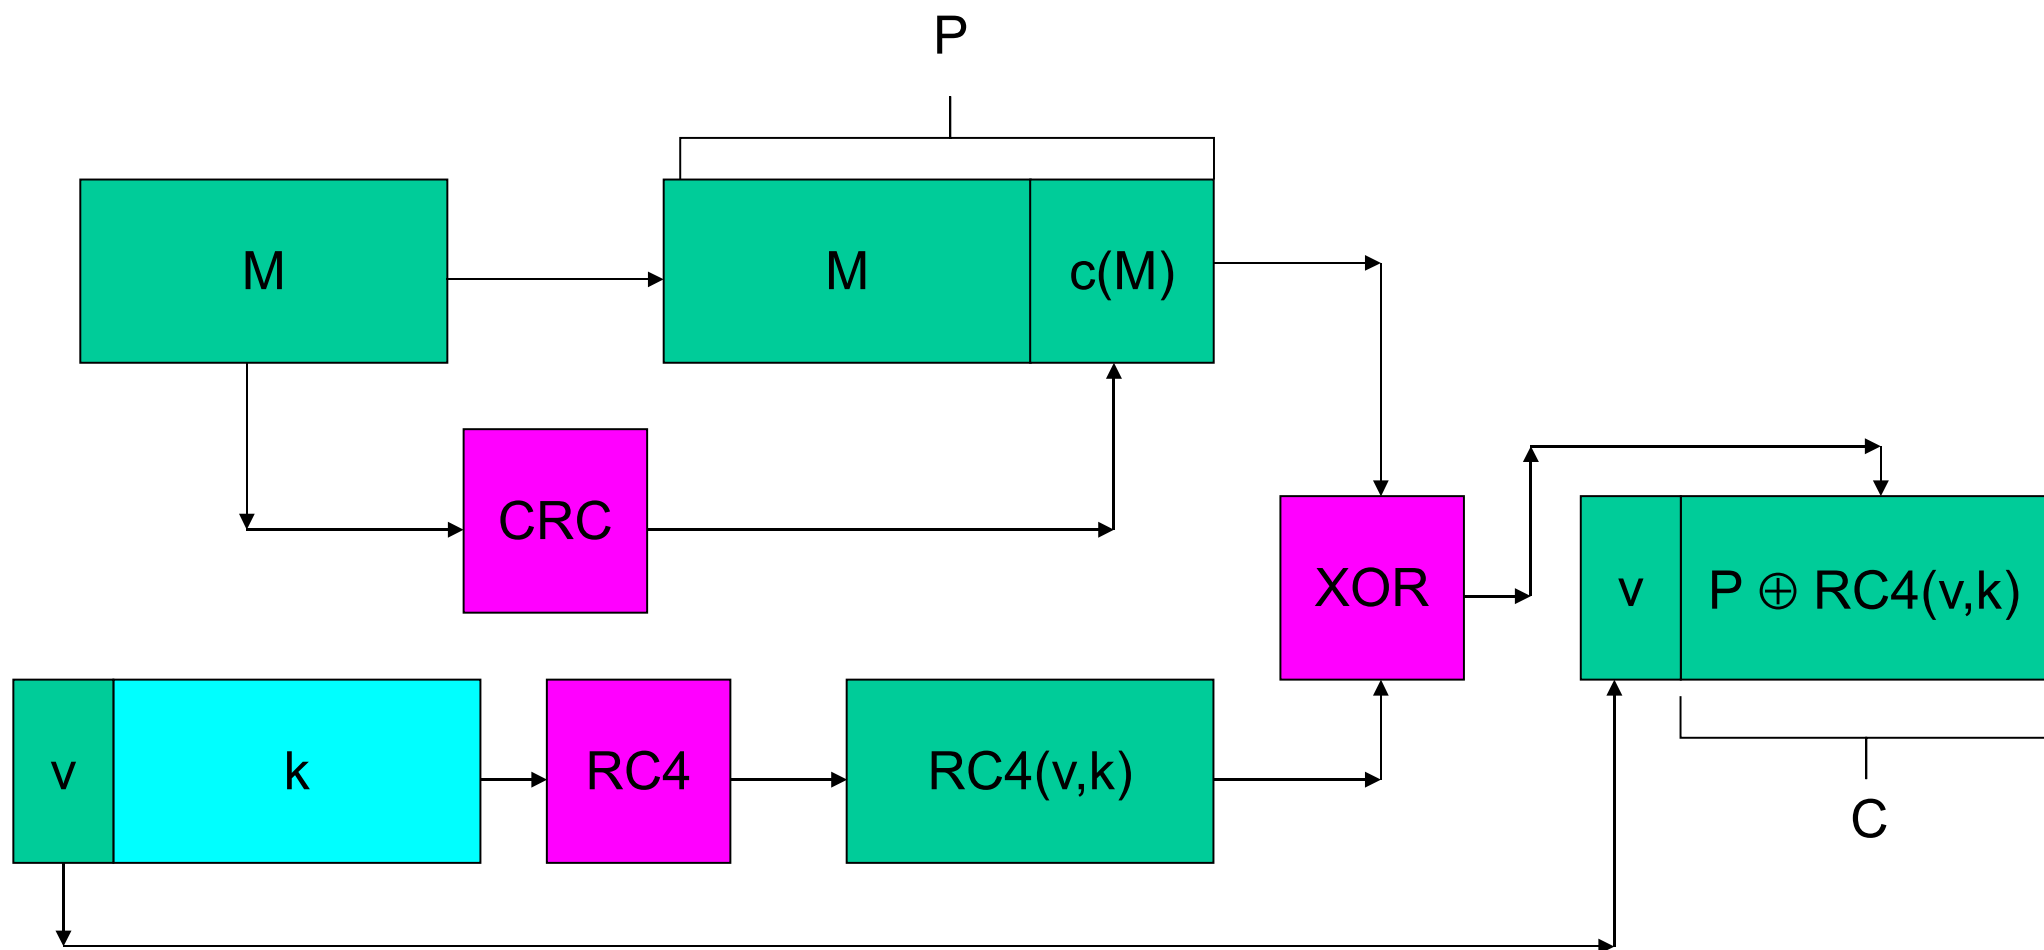 P
M
M
c(M)
CRC
XOR
v
P ⊕ RC4(v,k)
v
k
RC4
RC4(v,k)
C